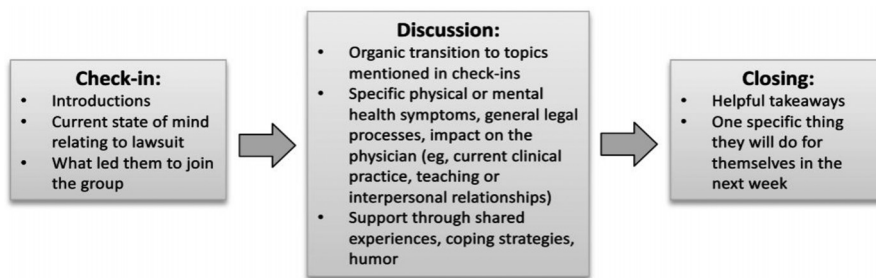 Check-in:
• Introductions
• Current state of mind
relating to lawsuit
• What led them to join
the group
Discussion:
• Organic transition to topics
mentioned in check-ins
• Specific physical or mental
health symptoms, general legal
processes, impact on the
physician (eg, current clinical
practice, teaching or
interpersonal relationships)
• Support through shared
experiences, coping strategies,
humor
Closing:
• Helpful takeaways
• One specific thing
they will do for
themselves in the
next week